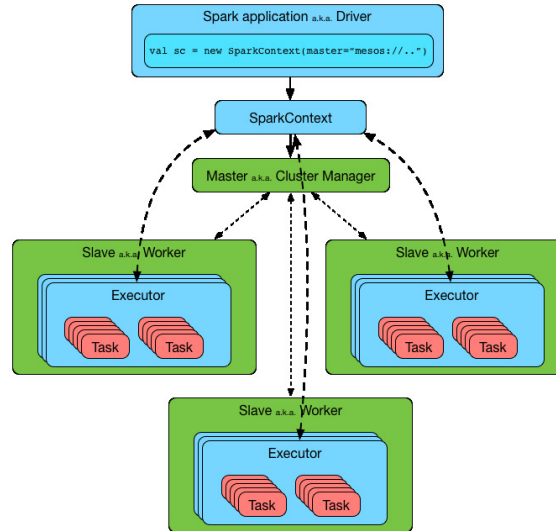 Spark application a.k.a. Driver
val sc = new SparkContext(master="mesos://..")
SparkContext
Master a.k.a. Cluster Manager
Slave a.k.a. Worker
Executor
Task
Task
Slave a.k.a. Worker
Executor
Task
Task
Slave a.k.a. Worker
Executor
Task
Task